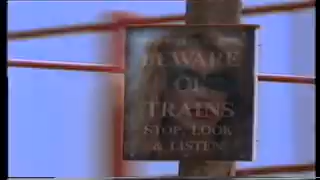 BEWARE
OF
TRAINS
STOP, LOOK
& LISTEN